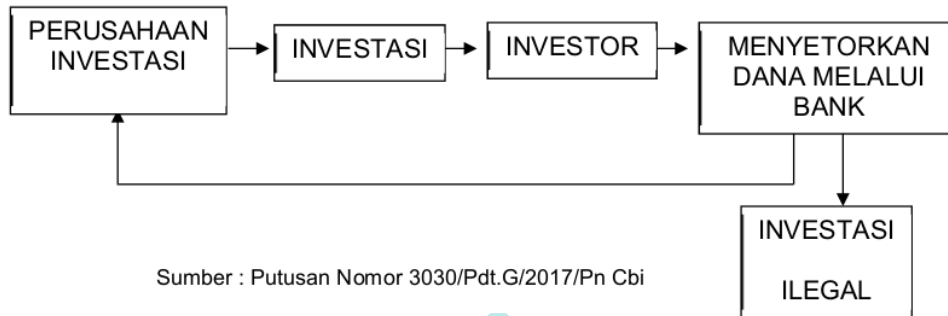 PERUSAHAAN
INVESTASI
INVESTASI
INVESTOR
MENYETORKAN
DANA MELALUI
BANK
INVESTASI
ILEGAL
Sumber : Putusan Nomor 3030/Pdt.G/2017/Pn Cbi